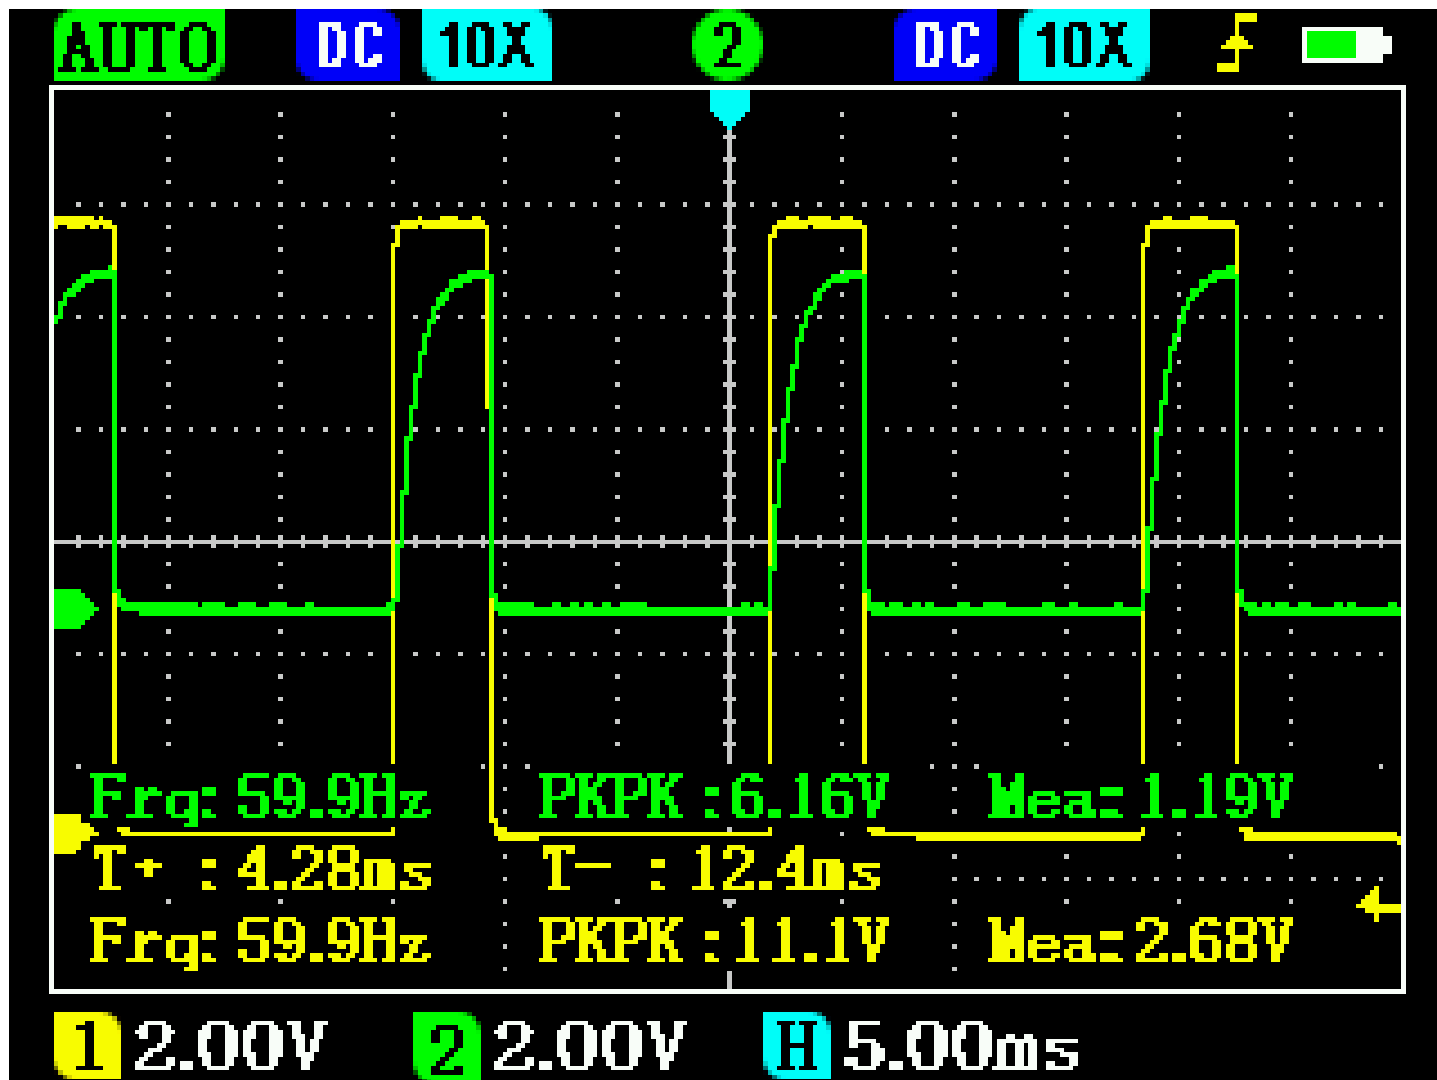 AUTO DC 10X 2 DC 10X
Frq: 59.9Hz PKPK :6.16V Mea: 1.19V
T+ : 4.28ms T- : 12.4ms
Frq: 59.9Hz PKPK :11.1V Mea: 2.68V
1 2.00V 2 2.00V H 5.00ms